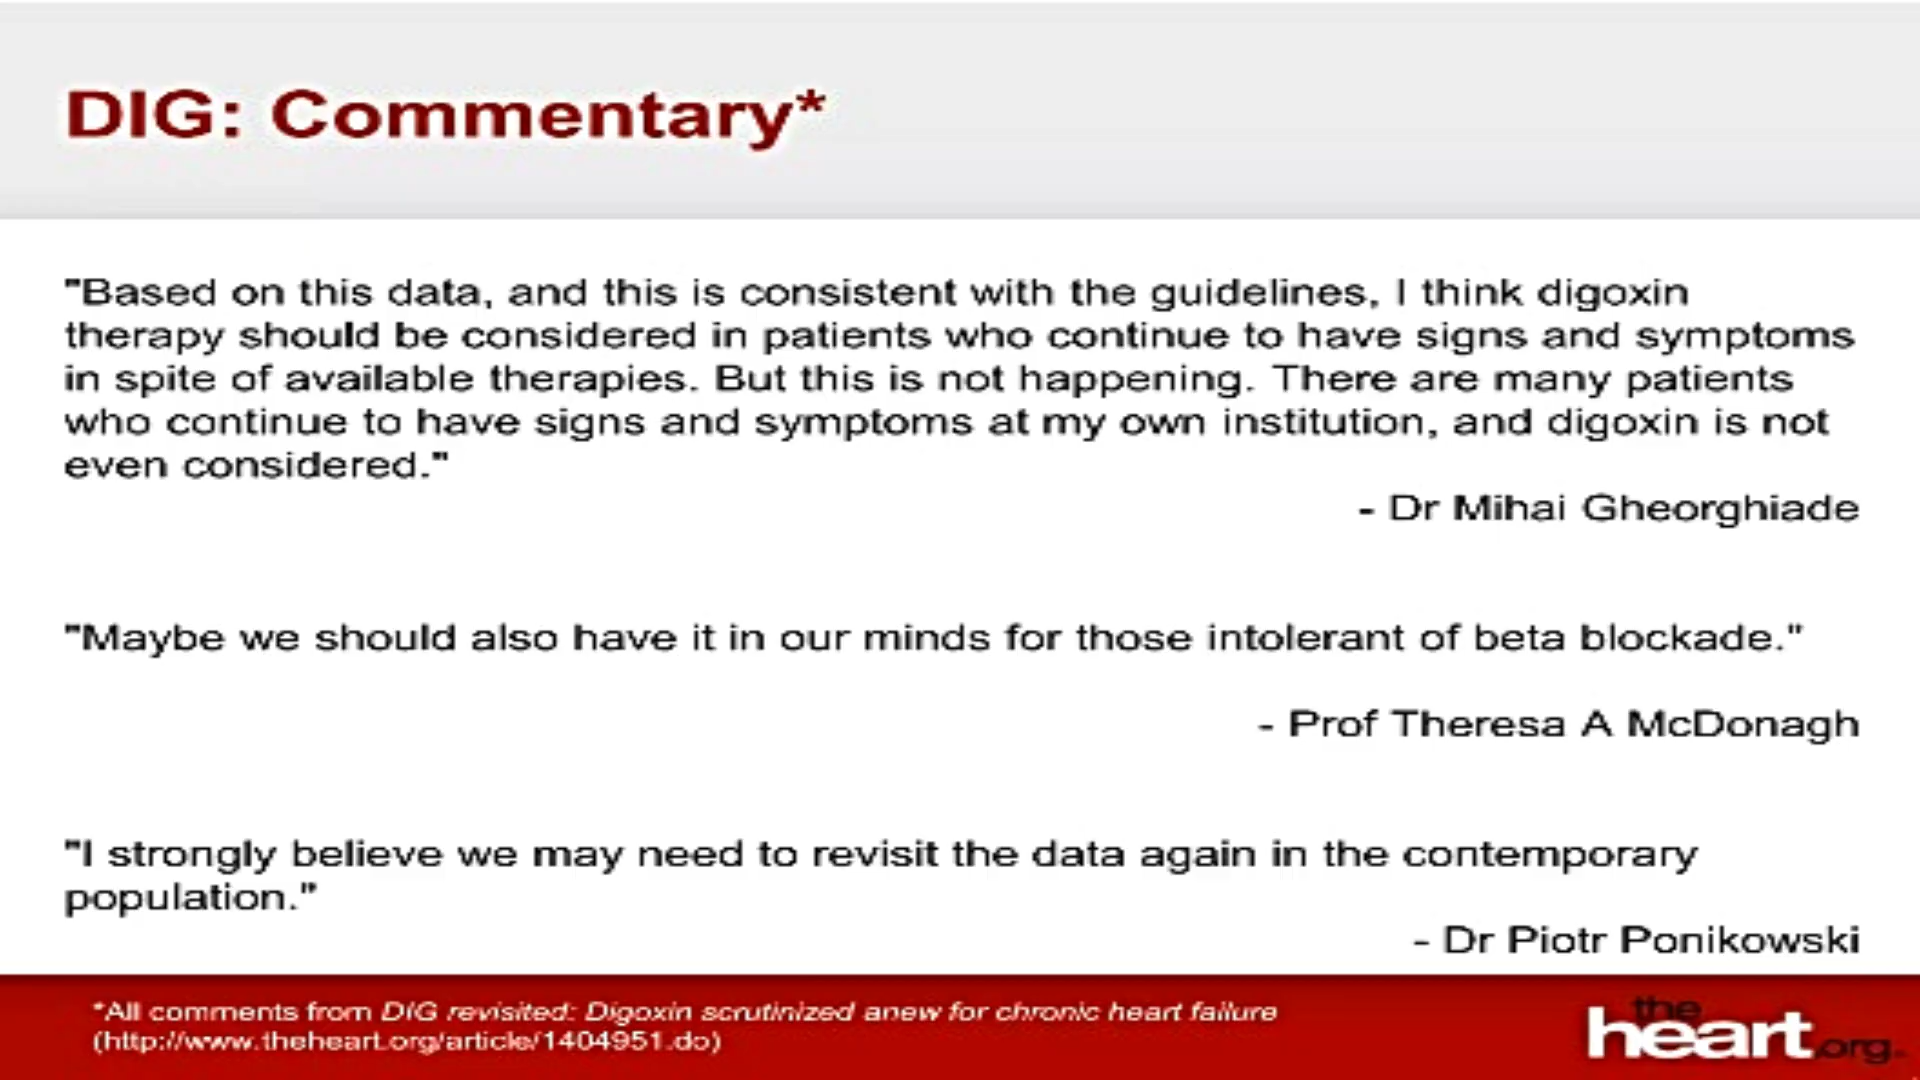 DIG: Commentary*
"Based on this data, and this is consistent with the guidelines, I think digoxin
therapy should be considered in patients who continue to have signs and symptoms
in spite of available therapies. But this is not happening. There are many patients
who continue to have signs and symptoms at my own institution, and digoxin is not
even considered."
- Dr Mihai Gheorghiade
"Maybe we should also have it in our minds for those intolerant of beta blockade."
- Prof Theresa A McDonagh
"I strongly believe we may need to revisit the data again in the contemporary
population."
- Dr Piotr Ponikowski
*All comments from DIG revisited: Digoxin scrutinized anew for chronic heart failure
(http://www.theheart.org/article/1404951.do)
the
heart.org